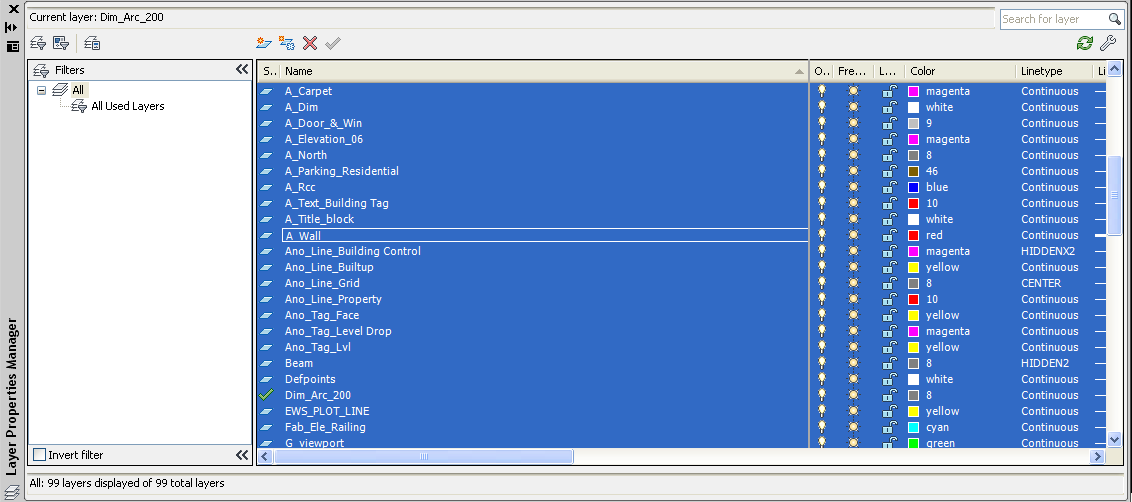 Current layer: Dim_Arc_200
Search for layer
Filters
All
All Used Layers
Invert filter
S.. Name O.. Fre... L... Color Linetype Li
A_Carpet magenta Continuous
A_Dim white Continuous
A_Door_&_Win 9 Continuous
A_Elevation_06 magenta Continuous
A_North 8 Continuous
A_Parking_Residential 46 Continuous
A_Rcc blue Continuous
A_Text_Building Tag 10 Continuous
A_Title_block white Continuous
A_Wall red Continuous
Ano_Line_Building Control magenta HIDDENX2
Ano_Line_Builtup yellow Continuous
Ano_Line_Grid 8 CENTER
Ano_Line_Property 10 Continuous
Ano_Tag_Face yellow Continuous
Ano_Tag_Level Drop magenta Continuous
Ano_Tag_Lvl yellow Continuous
Beam 8 HIDDEN2
Defpoints white Continuous
Dim_Arc_200 8 Continuous
EWS_PLOT_LINE yellow Continuous
Fab_Ele_Railing cyan Continuous
G_viewport green Continuous
All: 99 layers displayed of 99 total layers
Layer Properties Manager